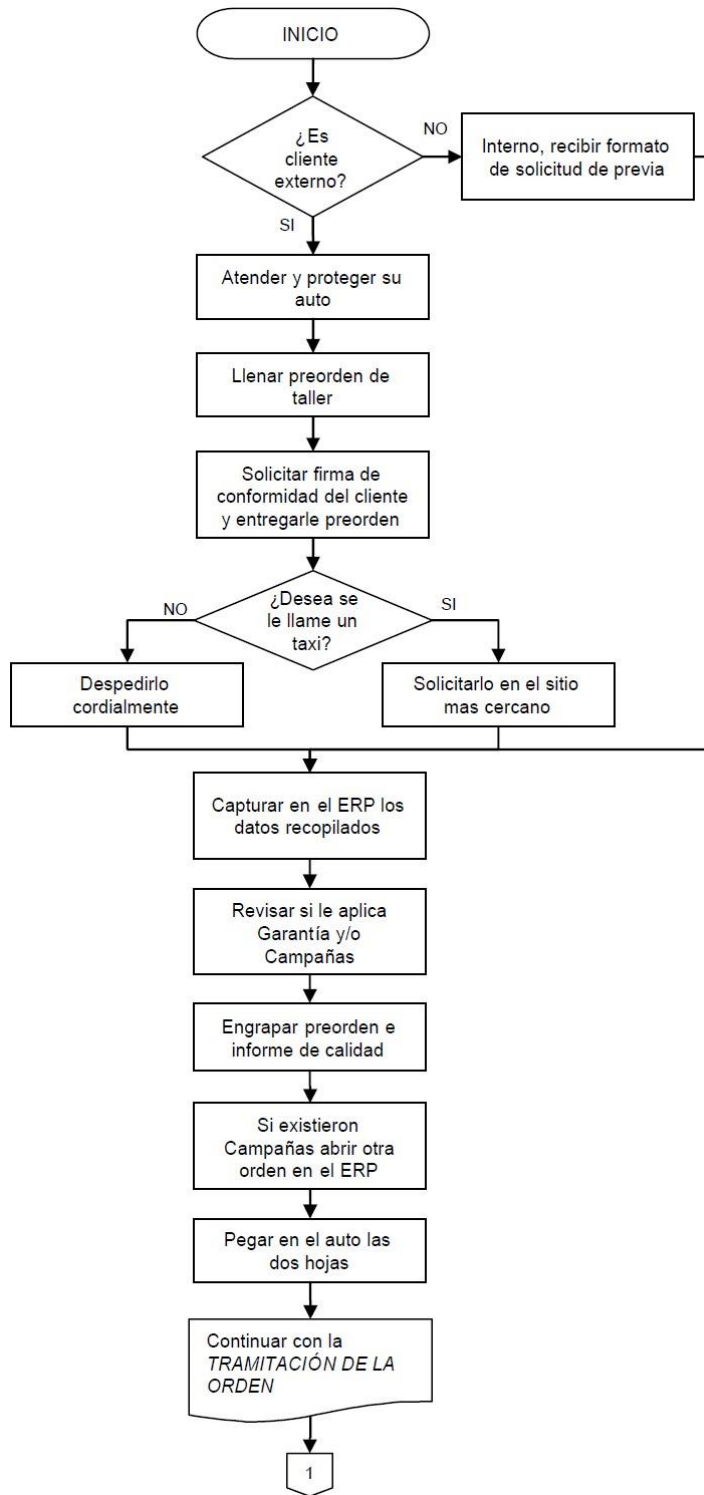 INICIO
¿Es
cliente
externo?
NO
Interno, recibir formato
de solicitud de previa
SI
Atender y proteger su
auto
Llenar preorden de
taller
Solicitar firma de
conformidad del cliente
y entregarle preorden
¿Desea se
le llame un
taxi?
NO
SI
Despedirlo
cordialmente
Solicitarlo en el sitio
mas cercano
Capturar en el ERP los
datos recopilados
Revisar si le aplica
Garantía y/o
Campañas
Engrapar preorden e
informe de calidad
Si existieron
Campañas abrir otra
orden en el ERP
Pegar en el auto las
dos hojas
Continuar con la
TRAMITACIÓN DE LA
ORDEN
1